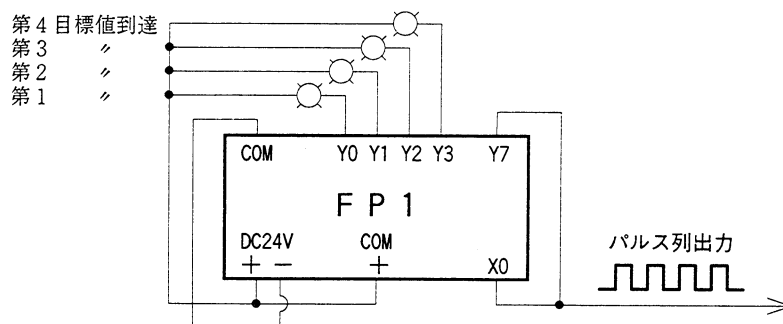 第4目標値到達
第3 〃
第2 〃
第1 〃
COM Y0 Y1 Y2 Y3 Y7
FP1
DC24V COM
+ − + X0
パルス列出力